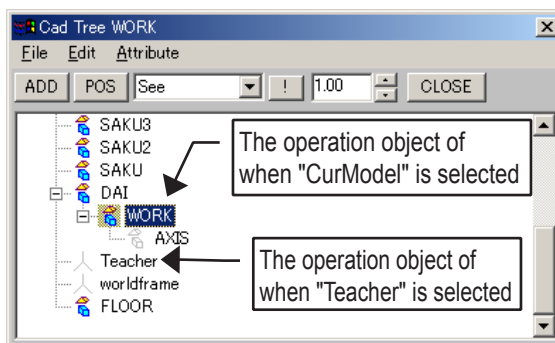 Cad Tree WORK
File Edit Attribute
ADD POS See ! 1.00 CLOSE
SAKU3
SAKU2
SAKU
DAI
WORK
AXIS
Teacher
worldframe
FLOOR
The operation object of
when "CurModel" is selected
The operation object of
when "Teacher" is selected